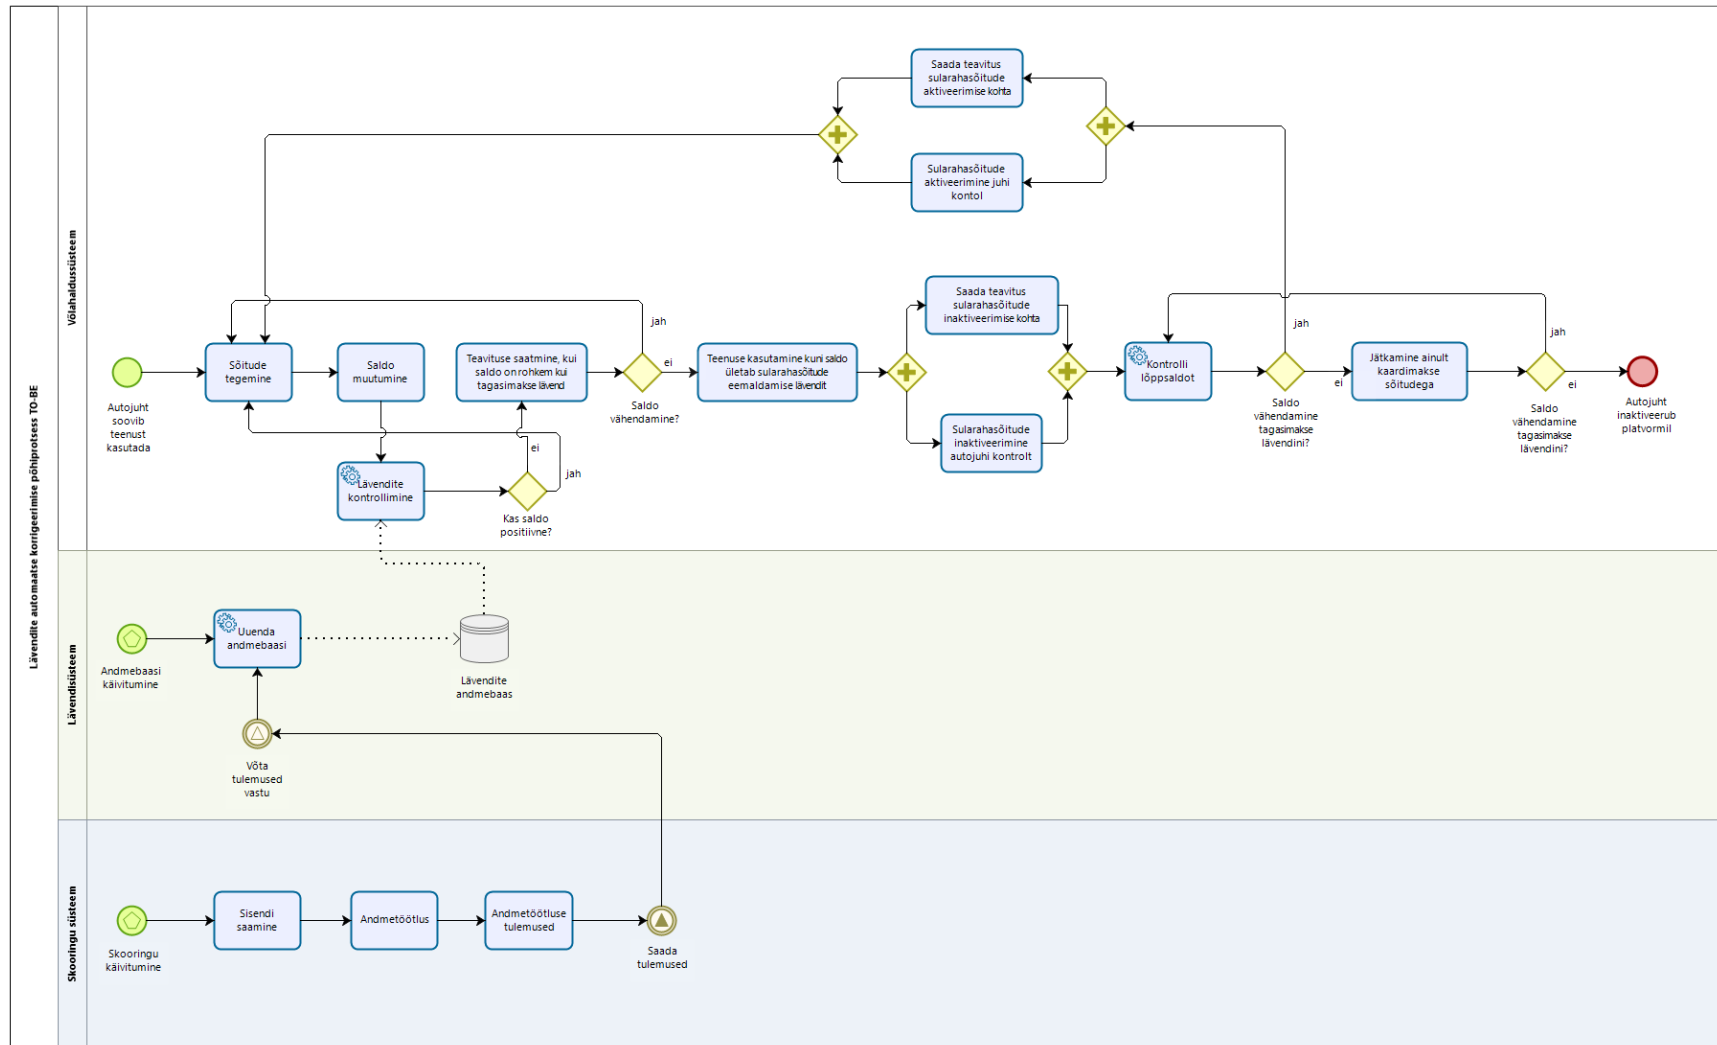 Lävendite automaatse korrigeerimise põhiprotsess TO-BE
Võlahaldussüsteem
Saada teavitus
sularahasõitude
aktiveerimise kohta
Sularahasõitude
aktiveerimine juhi
kontol
Autojuht
soovib
teenust
kasutada
Sõitude
tegemine
Saldo
muutumine
Lävendite
kontrollimine
Kas saldo
positiivne?
ei
jah
Teavituse saatmine, kui
saldo on rohkem kui
tagasimakse lävend
Saldo
vähendamine?
jah
ei
Teenuse kasutamine kuni saldo
ületab sularahasõitude
eemaldamise lävendit
Saada teavitus
sularahasõitude
inaktiveerimise kohta
Sularahasõitude
inaktiveerimine
autojuhi kontrolt
Kontrolli
lõppsaldot
Saldo
vähendamine
tagasimakse
lävendini?
jah
ei
Jätkamine ainult
kaardimakse
sõitudega
Saldo
vähendamine
tagasimakse
lävendini?
jah
ei
Autojuht
inaktiveerub
platvormil
Lävendisüsteem
Andmebaasi
käivitumine
Uuenda
andmebaasi
Lävendite
andmebaas
Võta
tulemused
vastu
Skooringu süsteem
Skooringu
käivitumine
Sisendi
saamine
Andmetöötlus
Andmetöötluse
tulemused
Saada
tulemused